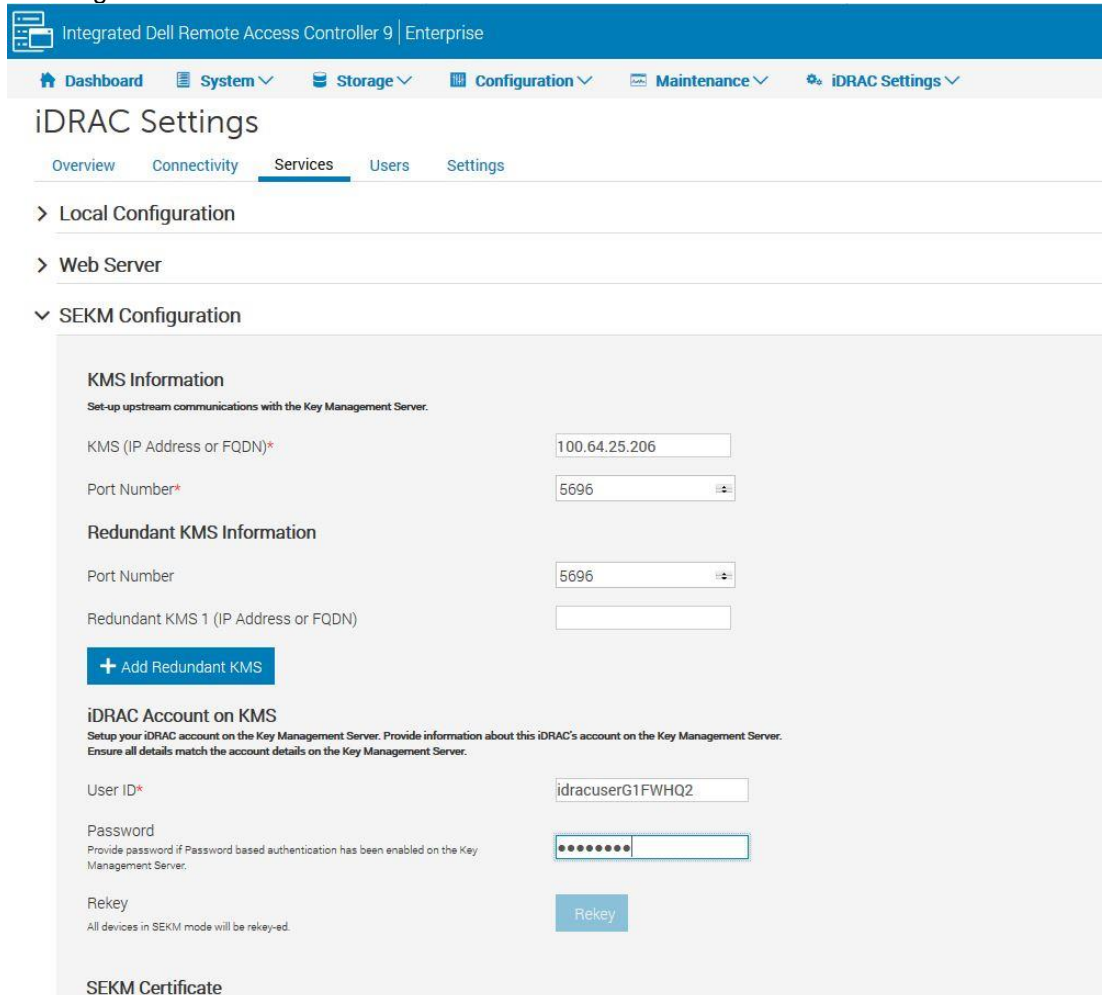 Integrated Dell Remote Access Controller 9 | Enterprise
Dashboard System Storage Configuration Maintenance iDRAC Settings
iDRAC Settings
Overview Connectivity Services Users Settings
Local Configuration
Web Server
SEKM Configuration
KMS Information
Set-up upstream communications with the Key Management Server.
KMS (IP Address or FQDN)* 100.64.25.206
Port Number* 5696
Redundant KMS Information
Port Number 5696
Redundant KMS 1 (IP Address or FQDN)
+ Add Redundant KMS
iDRAC Account on KMS
Setup your iDRAC account on the Key Management Server. Provide information about this iDRAC's account on the Key Management Server.
Ensure all details match the account details on the Key Management Server.
User ID* idracuserG1FWHQ2
Password ●●●●●●●●
Provide password if Password based authentication has been enabled on the Key
Management Server.
Rekey Rekey
All devices in SEKM mode will be rekey-ed.
SEKM Certificate